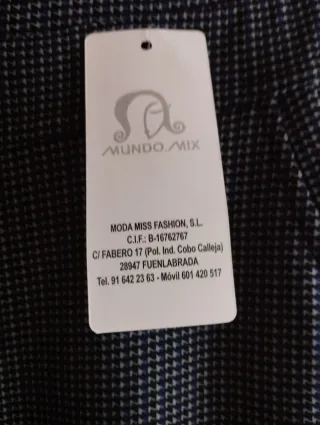 MUNDO.MIX
MODA MISS FASHION, S.L.
C.I.F.: B-16762767
C/ FABERO 17 (Pol. Ind. Cobo Calleja)
28947 FUENLABRADA
Tel. 91 642 23 63 - Móvil 601 420 517